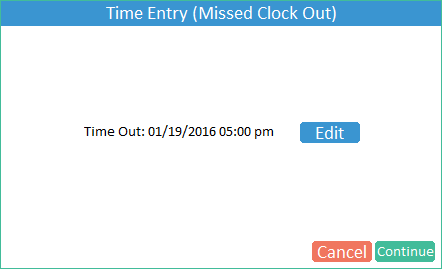 Time Entry (Missed Clock Out)
Time Out: 01/19/2016 05:00 pm Edit
Cancel Continue